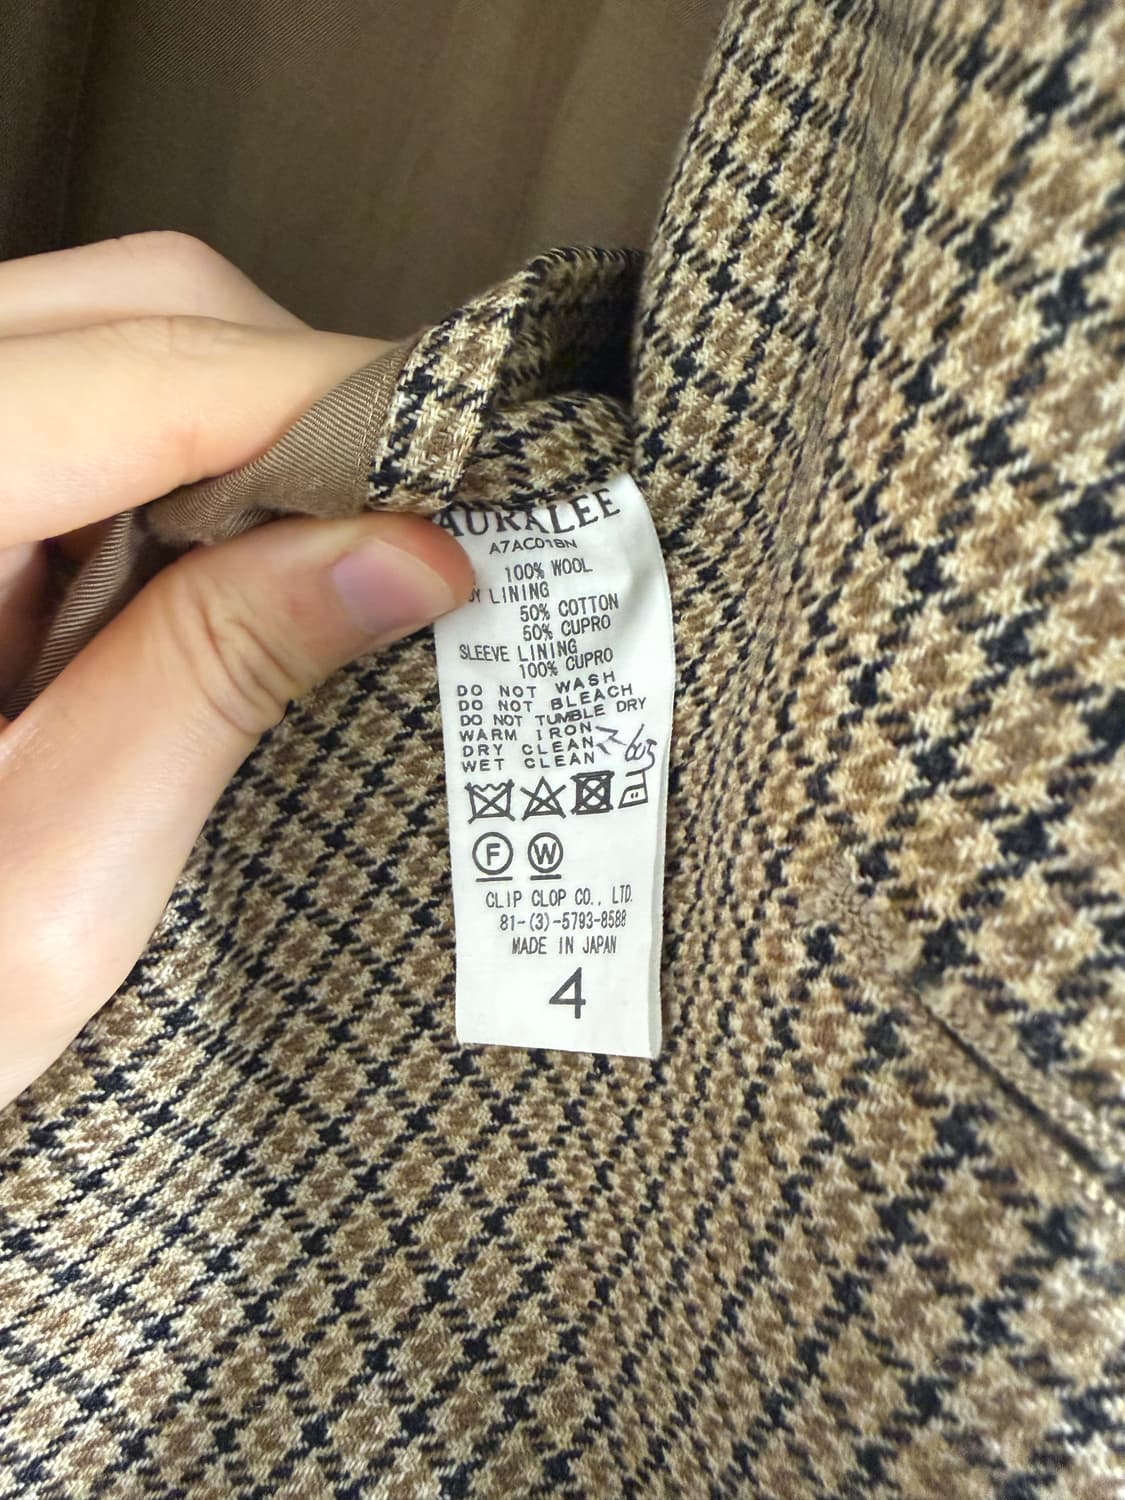 AURALEE
A7AC01BN
100% WOOL
LINING
50% COTTON
50% CUPRO
SLEEVE LINING
100% CUPRO
DO NOT WASH
DO NOT BLEACH
DO NOT TUMBLE DRY
WARM IRON
DRY CLEAN
WET CLEAN
F W
CLIP CLOP CO., LTD.
81-(3)-5793-8588
MADE IN JAPAN
4